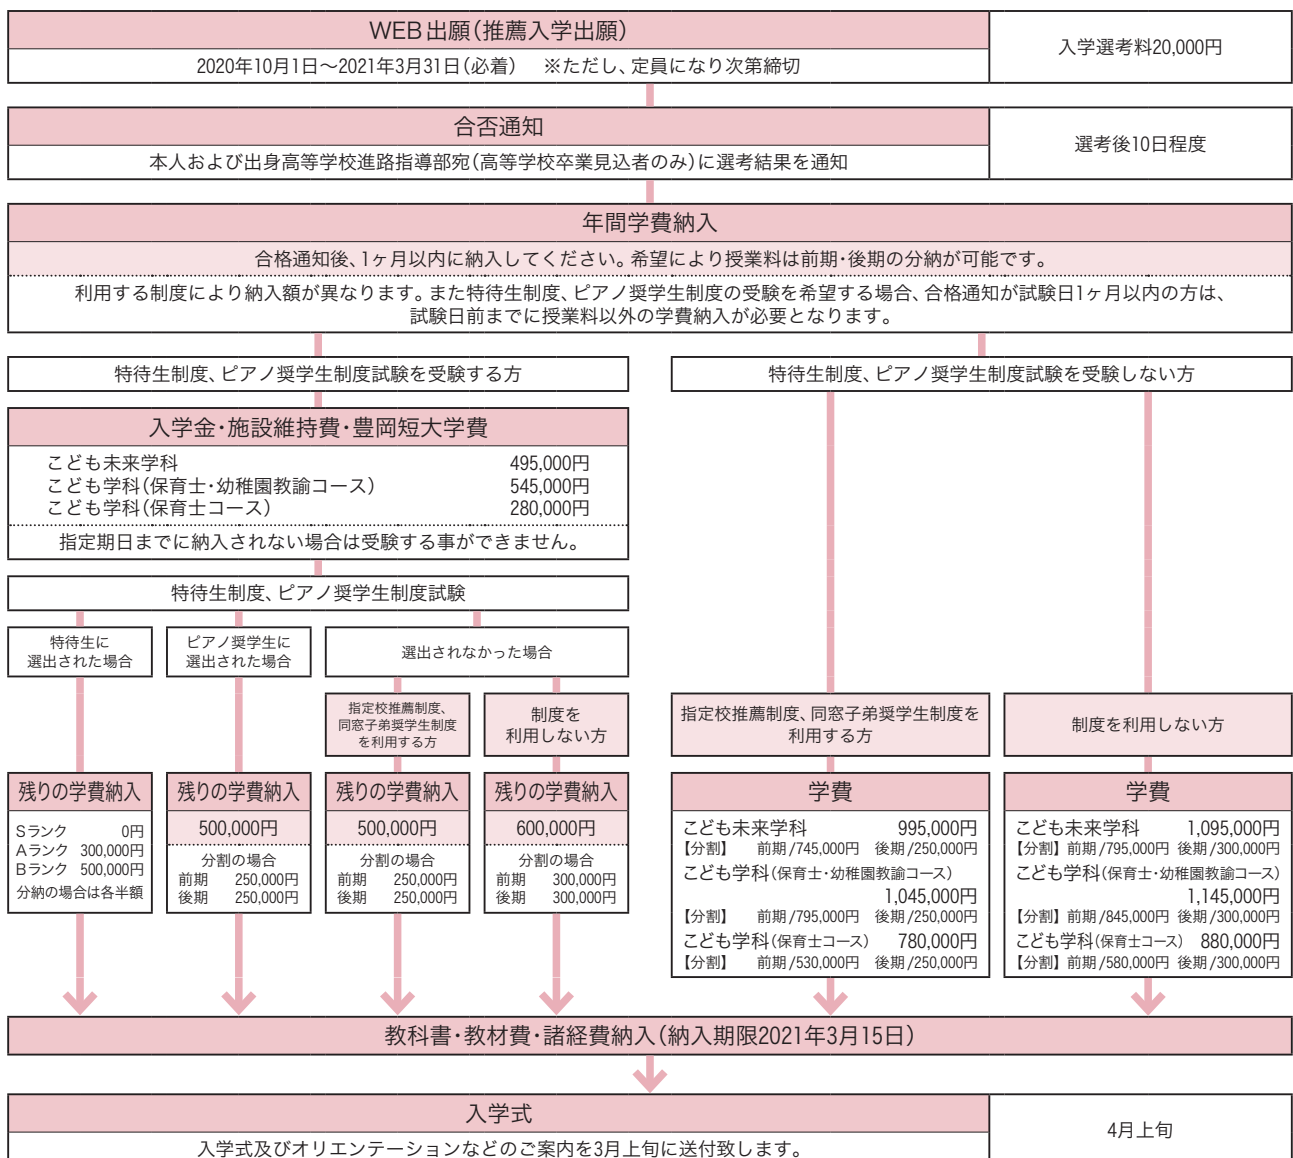 WEB出願(推薦入学出願)
入学選考料20,000円
2020年10月1日〜2021年3月31日(必着) ※ただし、定員になり次第締切
合否通知
選考後10日程度
本人および出身高等学校進路指導部宛(高等学校卒業見込者のみ)に選考結果を通知
年間学費納入
合格通知後、1ヶ月以内に納入してください。希望により授業料は前期・後期の分納が可能です。
利用する制度により納入額が異なります。また特待生制度、ピアノ奨学生制度の受験を希望する場合、合格通知が試験日1ヶ月以内の方は、
試験日前までに授業料以外の学費納入が必要となります。
特待生制度、ピアノ奨学生制度試験を受験する方
入学金・施設維持費・豊岡短大学費
こども未来学科 495,000円
こども学科(保育士・幼稚園教諭コース) 545,000円
こども学科(保育士コース) 280,000円
指定期日までに納入されない場合は受験する事ができません。
特待生制度、ピアノ奨学生制度試験
特待生に
選出された場合
ピアノ奨学生に
選出された場合
選出されなかった場合
指定校推薦制度、
同窓子弟奨学生制度
を利用する方
制度を
利用しない方
残りの学費納入
Sランク 0円
Aランク 300,000円
Bランク 500,000円
分納の場合は各半額
残りの学費納入
500,000円
分割の場合
前期 250,000円
後期 250,000円
残りの学費納入
500,000円
分割の場合
前期 250,000円
後期 250,000円
残りの学費納入
600,000円
分割の場合
前期 300,000円
後期 300,000円
特待生制度、ピアノ奨学生制度試験を受験しない方
指定校推薦制度、同窓子弟奨学生制度を
利用する方
学費
こども未来学科 995,000円
【分割】 前期/745,000円 後期/250,000円
こども学科(保育士・幼稚園教諭コース)
1,045,000円
【分割】 前期/795,000円 後期/250,000円
こども学科(保育士コース) 780,000円
【分割】 前期/530,000円 後期/250,000円
制度を利用しない方
学費
こども未来学科 1,095,000円
【分割】前期/795,000円 後期/300,000円
こども学科(保育士・幼稚園教諭コース)
1,145,000円
【分割】前期/845,000円 後期/300,000円
こども学科(保育士コース) 880,000円
【分割】前期/580,000円 後期/300,000円
教科書・教材費・諸経費納入(納入期限2021年3月15日)
入学式
4月上旬
入学式及びオリエンテーションなどのご案内を3月上旬に送付致します。